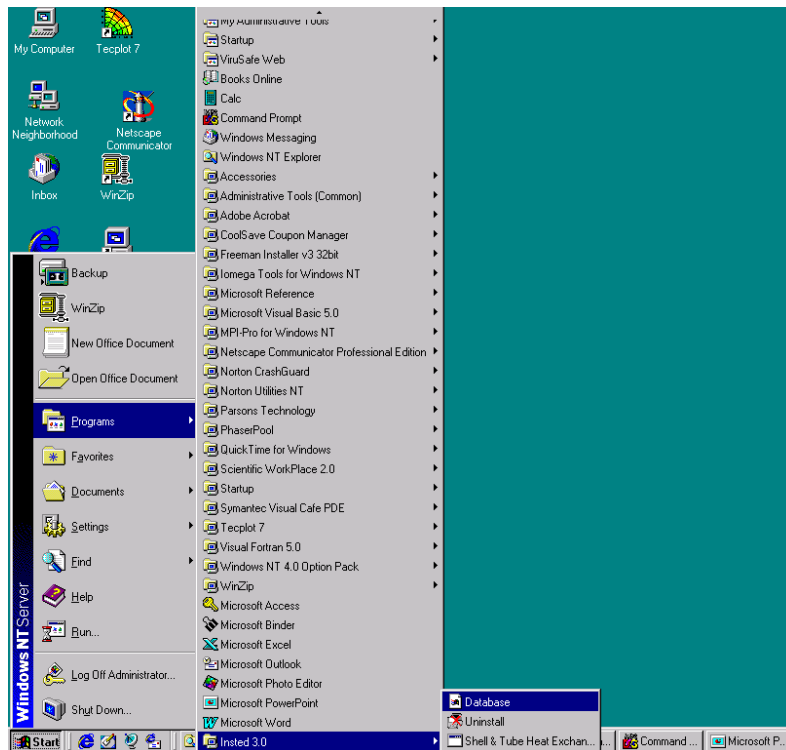 My Computer
Tecplot 7
Network
Neighborhood
Netscape
Communicator
Inbox
WinZip
Backup
WinZip
New Office Document
Open Office Document
Programs
Favorites
Documents
Settings
Find
Help
Run...
Log Off Administrator...
Shut Down...
Windows NT Server
My Administrative Tools
Startup
ViruSafe Web
Books Online
Calc
Command Prompt
Windows Messaging
Windows NT Explorer
Accessories
Administrative Tools (Common)
Adobe Acrobat
CoolSave Coupon Manager
Freeman Installer v3 32bit
Iomega Tools for Windows NT
Microsoft Reference
Microsoft Visual Basic 5.0
MPI-Pro for Windows NT
Netscape Communicator Professional Edition
Norton CrashGuard
Norton Utilities NT
Parsons Technology
PhaserPool
QuickTime for Windows
Scientific WorkPlace 2.0
Startup
Symantec Visual Cafe PDE
Tecplot 7
Visual Fortran 5.0
Windows NT 4.0 Option Pack
WinZip
Microsoft Access
Microsoft Binder
Microsoft Excel
Microsoft Outlook
Microsoft Photo Editor
Microsoft PowerPoint
Microsoft Word
Insted 3.0
Database
Uninstall
Shell & Tube Heat Exchan...
Start
Command ...
Microsoft P...